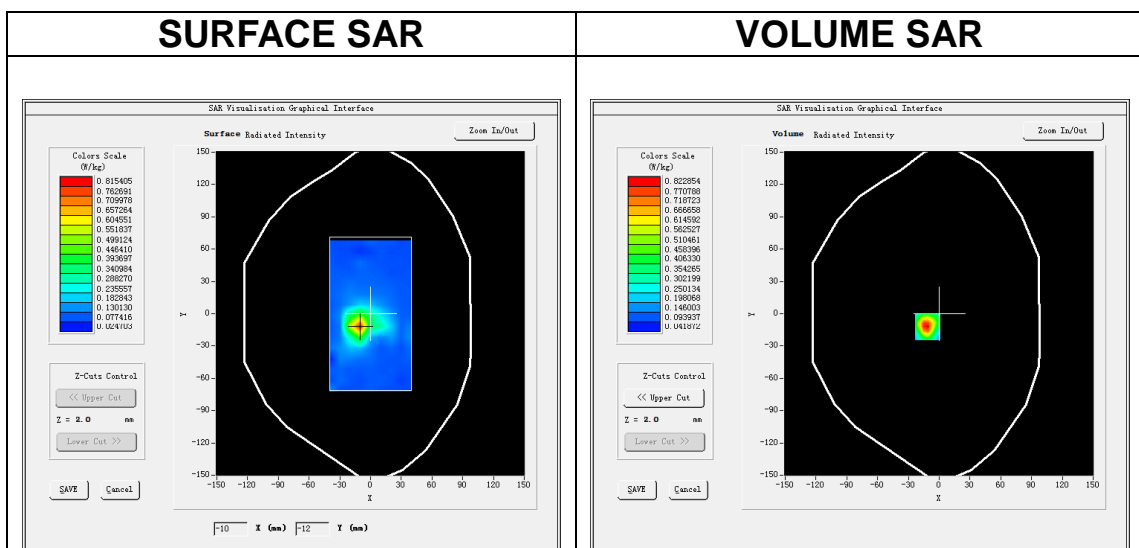 SURFACE SAR
VOLUME SAR
SAR Visualisation Graphical Interface
Surface Radiated Intensity
Zoom In/Out
Colors Scale
(W/kg)
0.815405
0.762691
0.709978
0.657264
0.604551
0.551837
0.499124
0.446410
0.393697
0.340984
0.288270
0.235557
0.182843
0.130130
0.077416
0.024703
150
120
90
60
30
0
-30
-60
-90
-120
-150
Y
-150 -120 -90 -60 -30 0 30 60 90 120 150
X
Z-Cuts Control
<< Upper Cut
Z = 2.0 mm
Lower Cut >>
SAVE Cancel
-10 X (mm) -12 Y (mm)
SAR Visualisation Graphical Interface
Volume Radiated Intensity
Zoom In/Out
Colors Scale
(W/kg)
0.822854
0.770788
0.718723
0.666658
0.614592
0.562527
0.510461
0.458396
0.406330
0.354265
0.302199
0.250134
0.198068
0.146003
0.093937
0.041872
150
120
90
60
30
0
-30
-60
-90
-120
-150
Y
-150 -120 -90 -60 -30 0 30 60 90 120 150
X
Z-Cuts Control
<< Upper Cut
Z = 2.0 mm
Lower Cut >>
SAVE Cancel